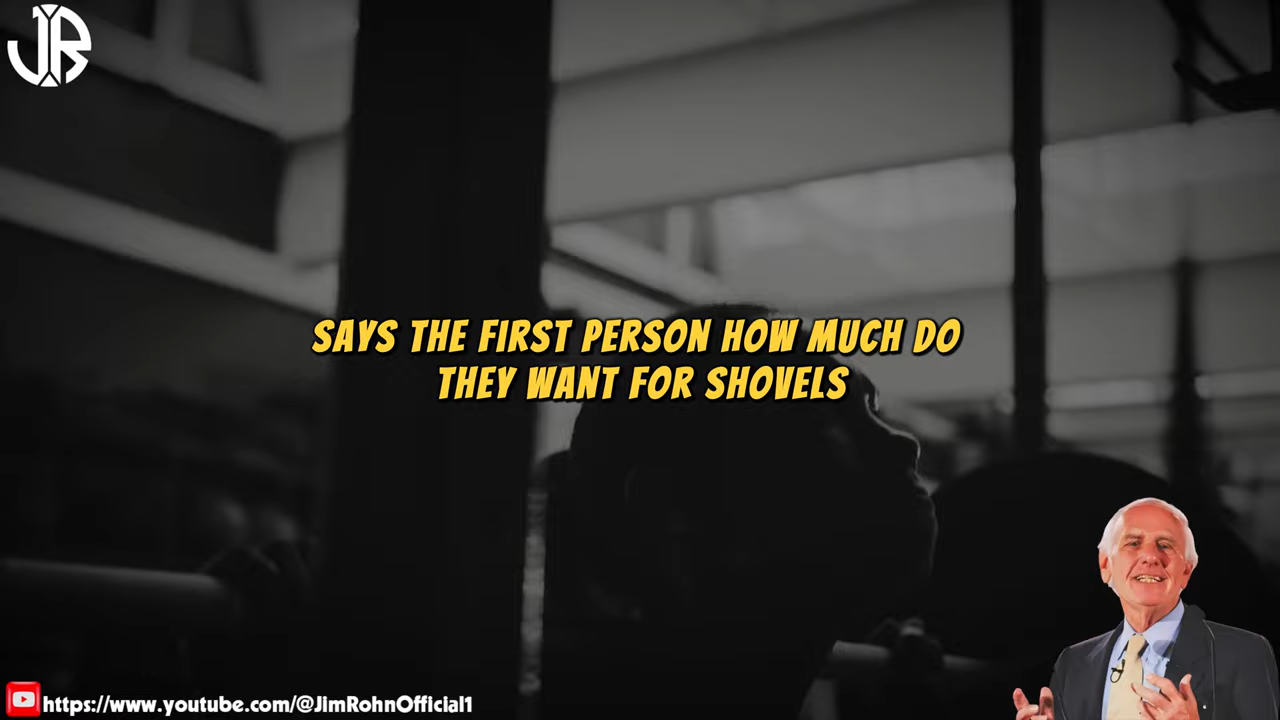 JR
SAYS THE FIRST PERSON HOW MUCH DO
THEY WANT FOR SHOVELS
https://www.youtube.com/@JimRohnOfficial1